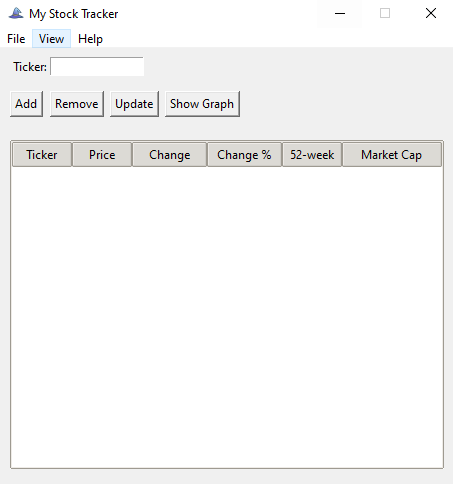 My Stock Tracker
File View Help
Ticker:
Add Remove Update Show Graph
Ticker Price Change Change % 52-week Market Cap